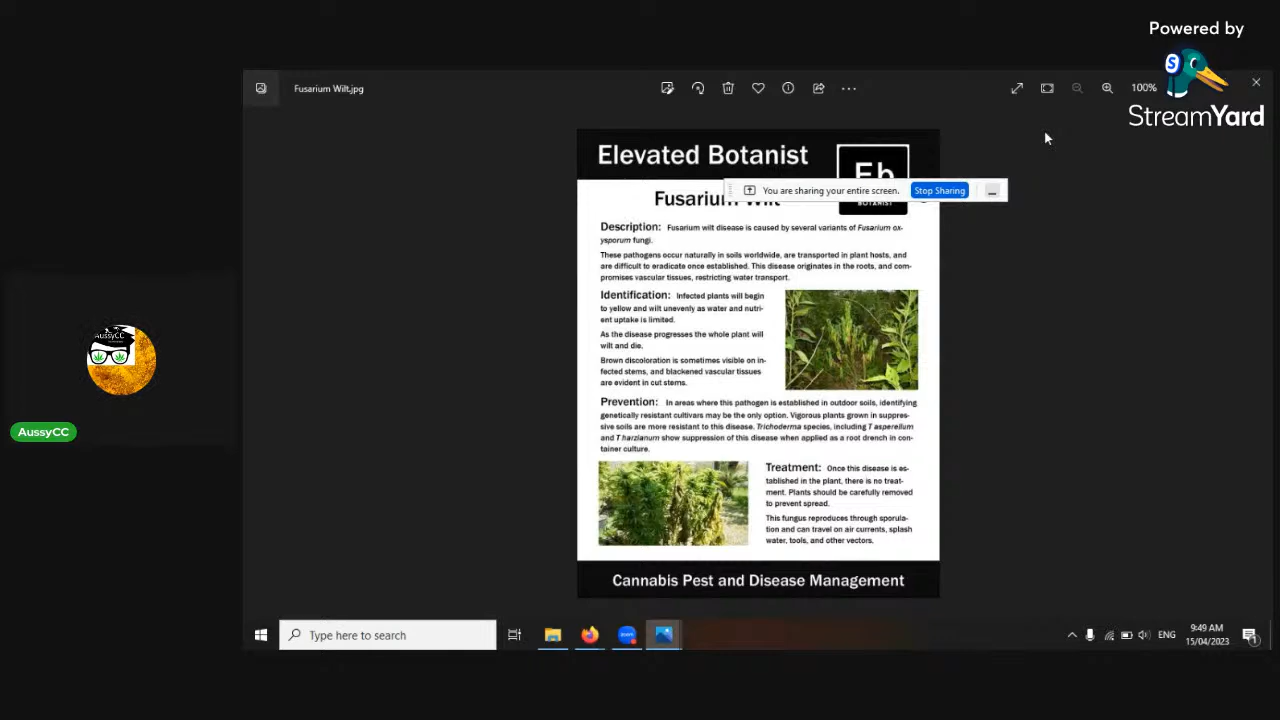 Powered by
StreamYard
Fusarium Wilt.jpg
100%
Elevated Botanist
Eb
BOTANIST
You are sharing your entire screen.
Stop Sharing
Fusarium Wilt
Description: Fusarium wilt disease is caused by several variants of Fusarium ox-
ysporum fungi.
These pathogens occur naturally in soils worldwide, are transported in plant hosts, and
are difficult to eradicate once established. This disease originates in the roots, and com-
promises vascular tissues, restricting water transport.
Identification: Infected plants will begin
to yellow and wilt unevenly as water and nutri-
ent uptake is limited.
As the disease progresses the whole plant will
wilt and die.
Brown discoloration is sometimes visible on in-
fected stems, and blackened vascular tissues
are evident in cut stems.
Prevention: In areas where this pathogen is established in outdoor soils, identifying
genetically resistant cultivars may be the only option. Vigorous plants grown in suppres-
sive soils are more resistant to this disease. Trichoderma species, including T asperellum
and T harzianum show suppression of this disease when applied as a root drench in con-
tainer culture.
Treatment: Once this disease is es-
tablished in the plant, there is no treat-
ment. Plants should be carefully removed
to prevent spread.
This fungus reproduces through sporula-
tion and can travel on air currents, splash
water, tools, and other vectors.
Cannabis Pest and Disease Management
AussyCC
AussyCC
Type here to search
zoom
ENG
9:49 AM
15/04/2023
1